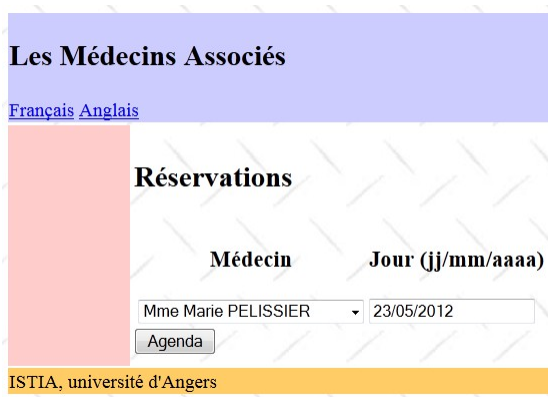 Les Médecins Associés
Français Anglais
Réservations
Médecin Jour (jj/mm/aaaa)
Mme Marie PELISSIER 23/05/2012
Agenda
ISTIA, université d'Angers